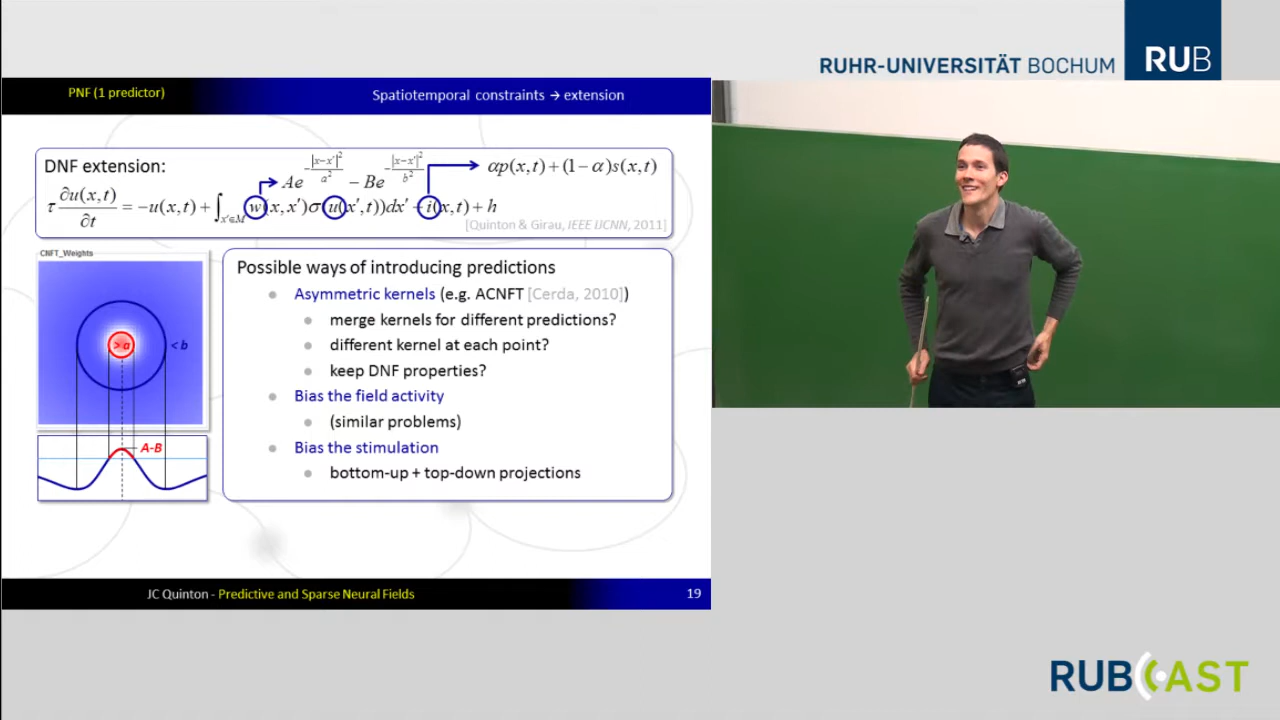 RUHR-UNIVERSITÄT BOCHUM RUB
PNF (1 predictor)
Spatiotemporal constraints → extension
DNF extension:
Ae^{-|x-x'|²/a²} − Be^{-|x-x'|²/b²}
αp(x,t)+(1−α)s(x,t)
τ ∂u(x,t)/∂t = −u(x,t)+∫_{x'∈M} w(x,x')σ(u(x',t))dx' + i(x,t)+h
[Quinton & Girau, IEEE IJCNN, 2011]
CNFT_Weights
> a
< b
A-B
Possible ways of introducing predictions
• Asymmetric kernels (e.g. ACNFT [Cerda, 2010])
• merge kernels for different predictions?
• different kernel at each point?
• keep DNF properties?
• Bias the field activity
• (similar problems)
• Bias the stimulation
• bottom-up + top-down projections
JC Quinton - Predictive and Sparse Neural Fields
19
RUBCAST